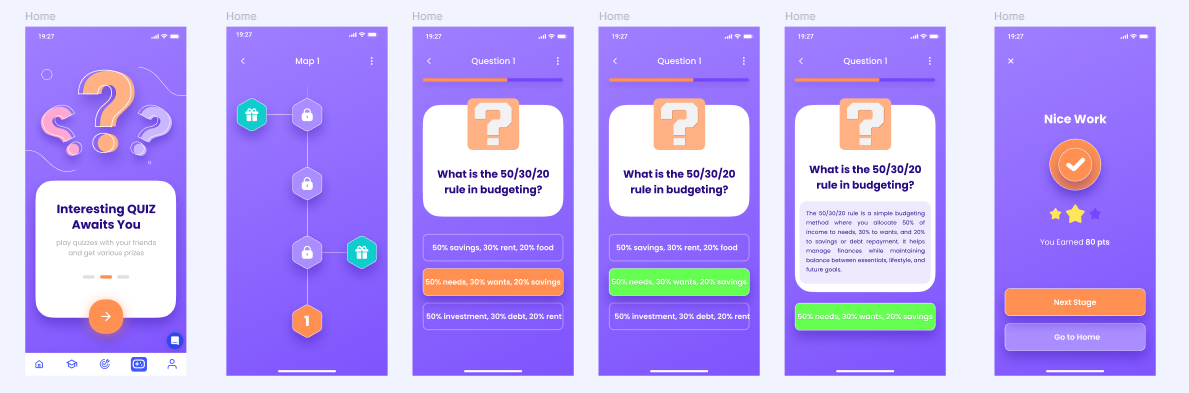 Home
19:27
Interesting QUIZ
Awaits You
play quizzes with your friends
and get various prizes
Home
19:27
Map 1
1
Home
19:27
Question 1
What is the 50/30/20
rule in budgeting?
50% savings, 30% rent, 20% food
50% needs, 30% wants, 20% savings
50% investment, 30% debt, 20% rent
Home
19:27
Question 1
What is the 50/30/20
rule in budgeting?
50% savings, 30% rent, 20% food
50% needs, 30% wants, 20% savings
50% investment, 30% debt, 20% rent
Home
19:27
Question 1
What is the 50/30/20
rule in budgeting?
The 50/30/20 rule is a simple budgeting
method where you allocate 50% of
income to needs, 30% to wants, and 20%
to savings or debt repayment. It helps
manage finances while maintaining
balance between essentials, lifestyle, and
future goals.
50% needs, 30% wants, 20% savings
Home
19:27
Nice Work
You Earned 80 pts
Next Stage
Go to Home